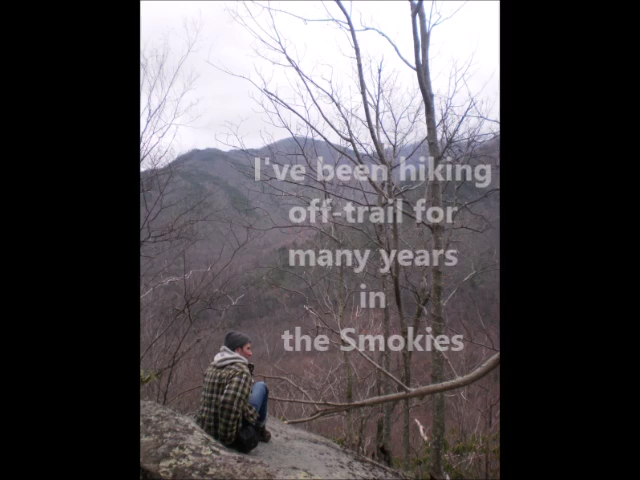 I've been hiking
off-trail for
many years
in
the Smokies